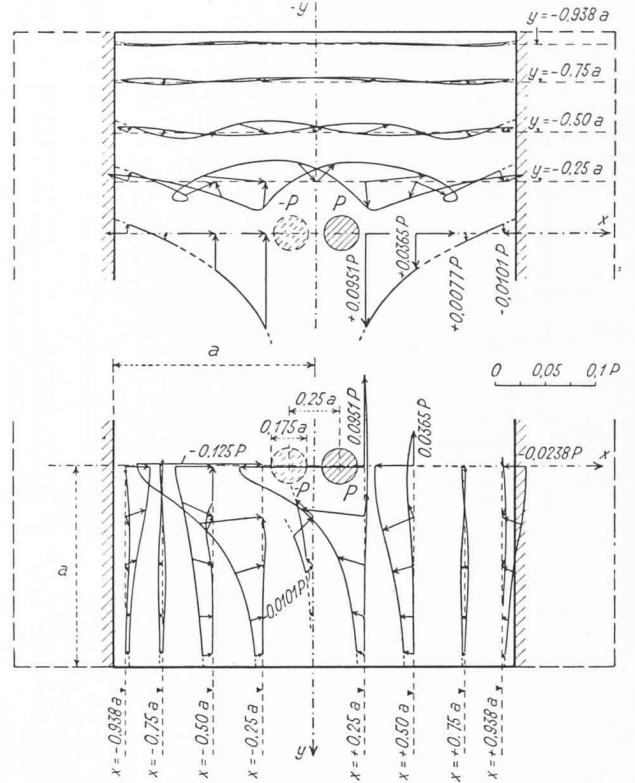 -y
y=-0.938 a
y=-0.75 a
y=-0.50 a
y=-0.25 a
-P
P
x
+0.0951 P
+0.0365 P
+0.0077 P
-0.0101 P
a
0 0,05 0,1 P
0.25 a
0.175 a
0.0851 P
0.0365 P
-0.125 P
-0.0238 P
x
-P
P
a
0.0101 P
x=-0.938 a
x=-0.75 a
x=-0.50 a
x=-0.25 a
y
x=+0.25 a
x=+0.50 a
x=+0.75 a
x=+0.938 a